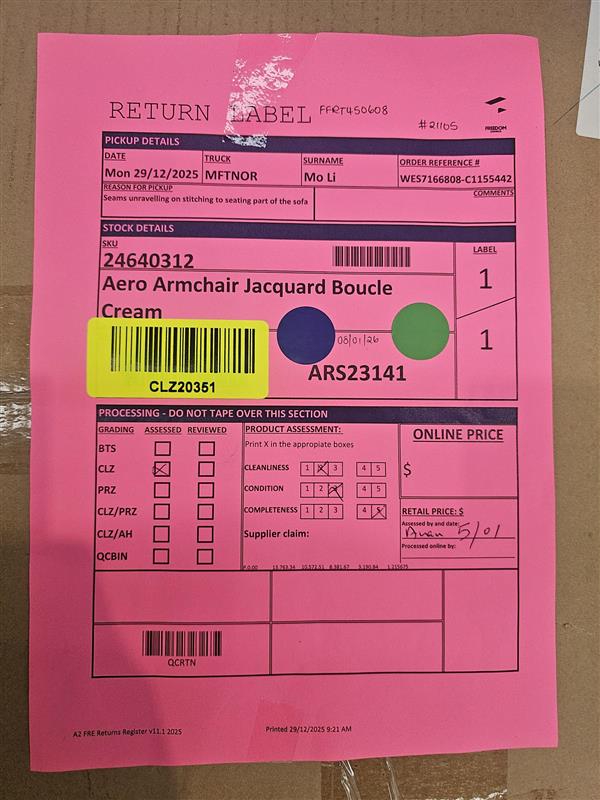 RETURN LABEL FFRT450608
#21105
FREEDOM
PICKUP DETAILS
DATE TRUCK SURNAME ORDER REFERENCE #
Mon 29/12/2025 MFTNOR Mo Li WES7166808-C1155442
REASON FOR PICKUP COMMENTS
Seams unravelling on stitching to seating part of the sofa
STOCK DETAILS
SKU LABEL
24640312 1
Aero Armchair Jacquard Boucle
Cream
1
08/01/26
ARS23141
CLZ20351
PROCESSING - DO NOT TAPE OVER THIS SECTION
GRADING ASSESSED REVIEWED PRODUCT ASSESSMENT: ONLINE PRICE
Print X in the appropiate boxes
BTS
CLZ X CLEANLINESS 1 2 3 4 5 $
PRZ CONDITION 1 2 3 4 5
CLZ/PRZ COMPLETENESS 1 2 3 4 5 RETAIL PRICE: $
Assessed by and date:
CLZ/AH Supplier claim: 5/01
Processed online by:
QCBIN
QCRTN
A2 FRE Returns Register v11.1 2025 Printed 29/12/2025 9:21 AM